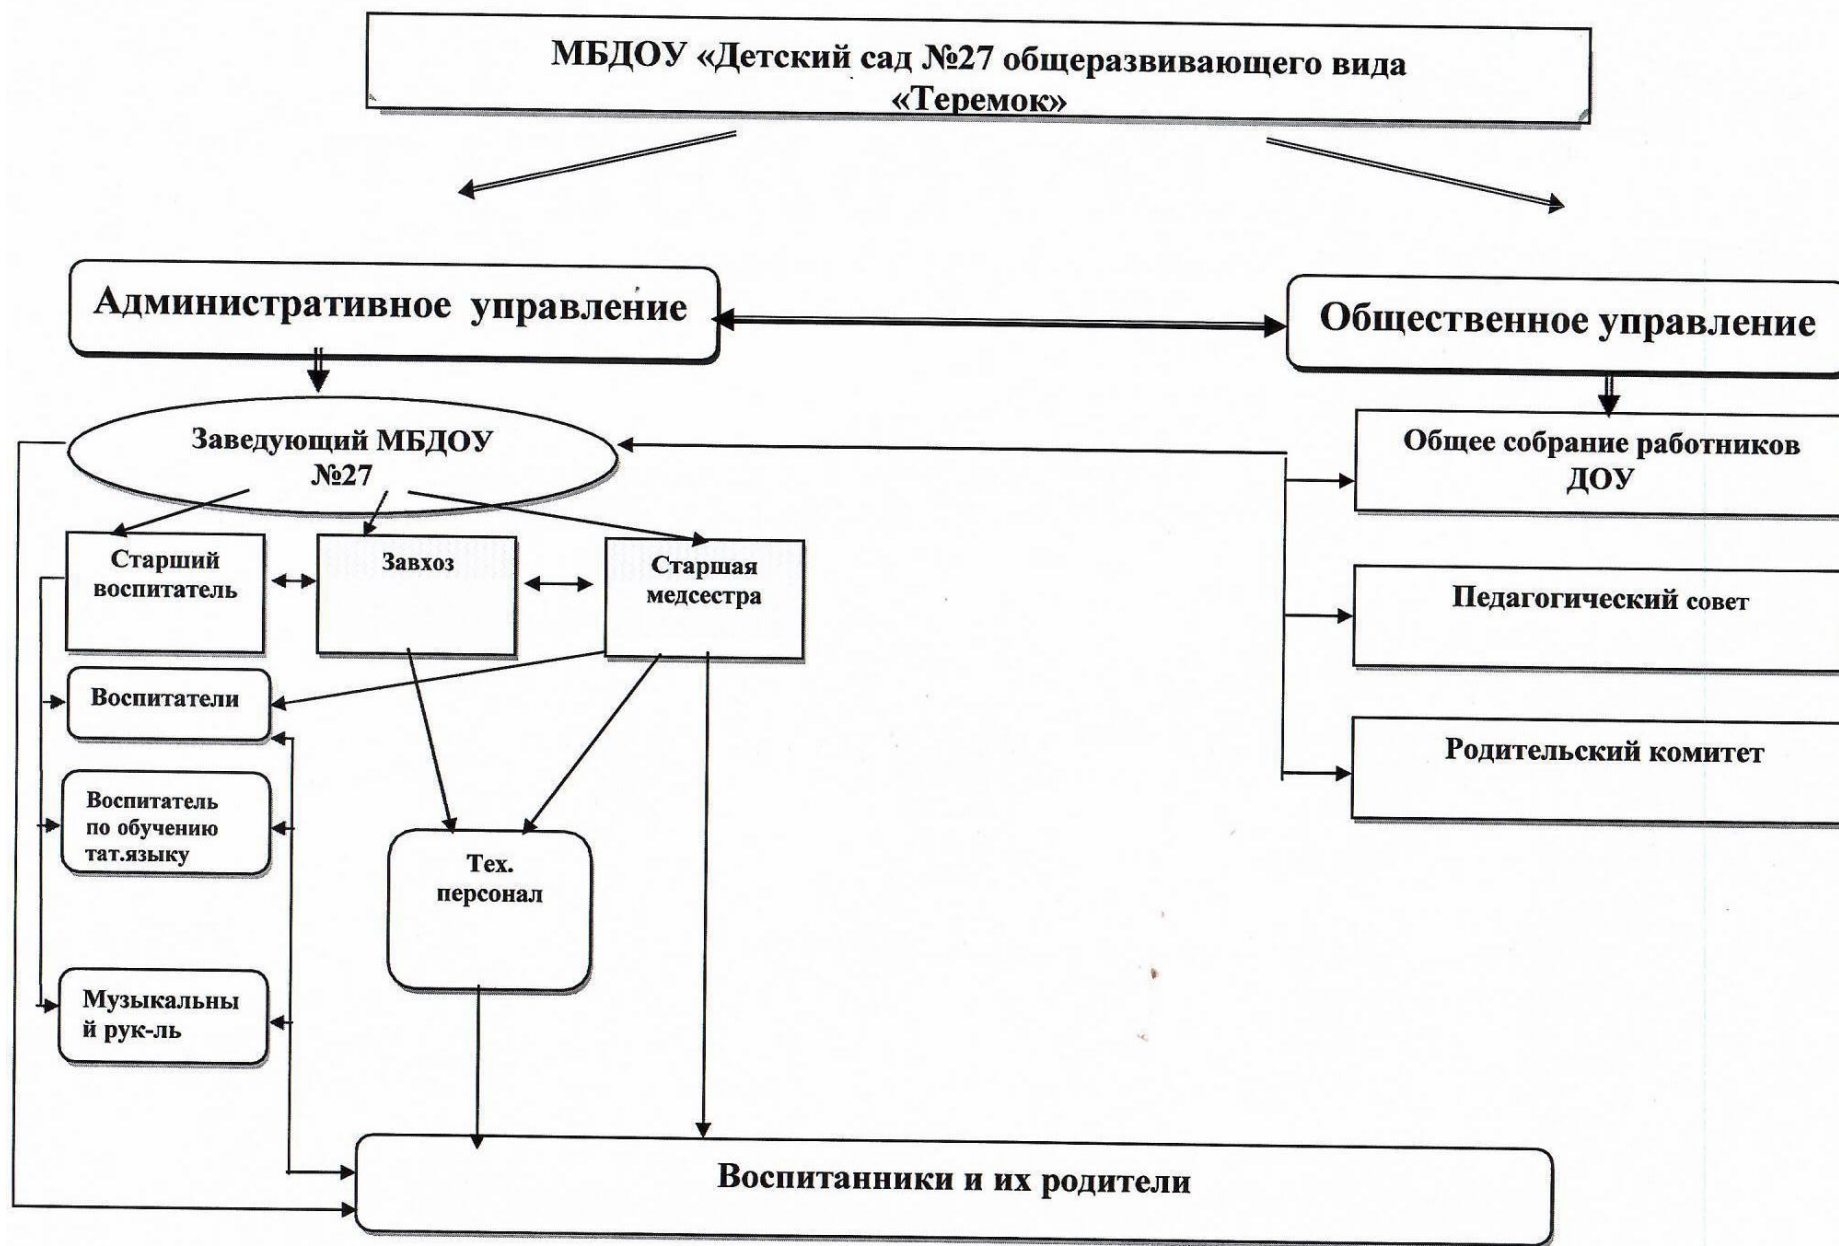 МБДОУ «Детский сад №27 общеразвивающего вида
«Теремок»
Административное управление
Общественное управление
Заведующий МБДОУ
№27
Общее собрание работников
ДОУ
Старший
воспитатель
Завхоз
Старшая
медсестра
Педагогический совет
Воспитатели
Родительский комитет
Воспитатель
по обучению
тат.языку
Тех.
персонал
Музыкальны
й рук-ль
Воспитанники и их родители